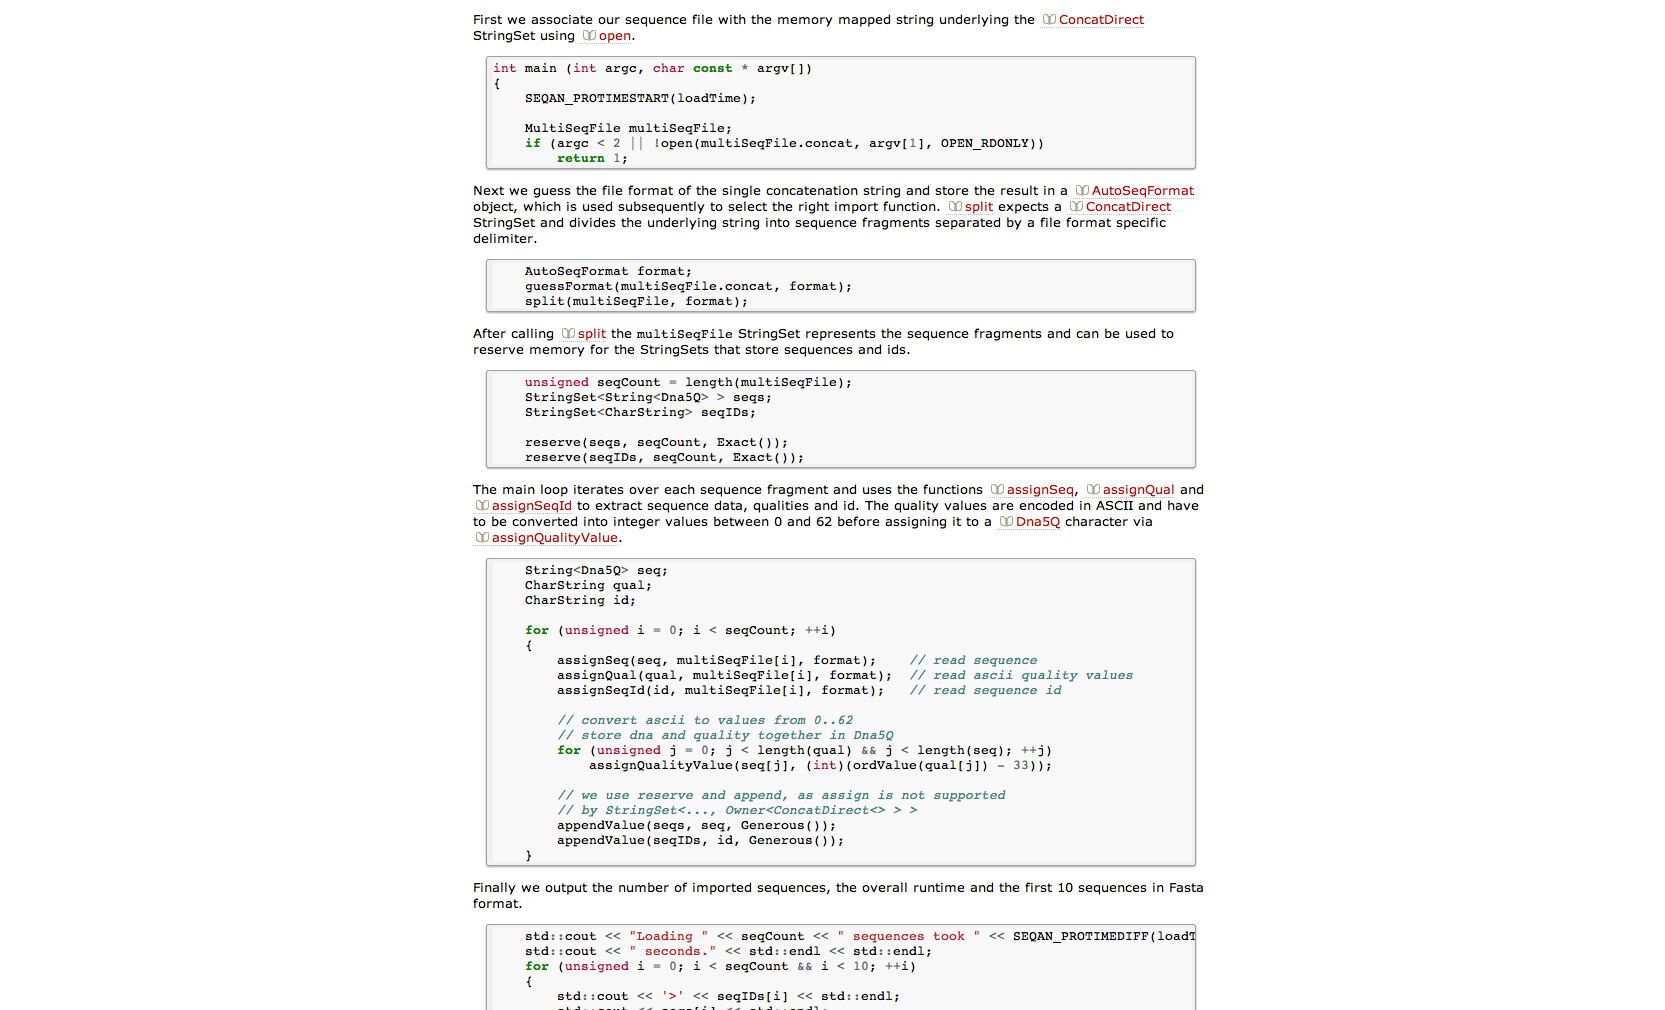 First we associate our sequence file with the memory mapped string underlying the ConcatDirect
StringSet using open.
int main (int argc, char const * argv[])
{
    SEQAN_PROTIMESTART(loadTime);
    MultiSeqFile multiSeqFile;
    if (argc < 2 || !open(multiSeqFile.concat, argv[1], OPEN_RDONLY))
        return 1;
Next we guess the file format of the single concatenation string and store the result in a AutoSeqFormat
object, which is used subsequently to select the right import function. split expects a ConcatDirect
StringSet and divides the underlying string into sequence fragments separated by a file format specific
delimiter.
    AutoSeqFormat format;
    guessFormat(multiSeqFile.concat, format);
    split(multiSeqFile, format);
After calling split the multiSeqFile StringSet represents the sequence fragments and can be used to
reserve memory for the StringSets that store sequences and ids.
    unsigned seqCount = length(multiSeqFile);
    StringSet<String<Dna5Q> > seqs;
    StringSet<CharString> seqIDs;
    reserve(seqs, seqCount, Exact());
    reserve(seqIDs, seqCount, Exact());
The main loop iterates over each sequence fragment and uses the functions assignSeq, assignQual and
assignSeqId to extract sequence data, qualities and id. The quality values are encoded in ASCII and have
to be converted into integer values between 0 and 62 before assigning it to a Dna5Q character via
assignQualityValue.
    String<Dna5Q> seq;
    CharString qual;
    CharString id;
    for (unsigned i = 0; i < seqCount; ++i)
    {
        assignSeq(seq, multiSeqFile[i], format);    // read sequence
        assignQual(qual, multiSeqFile[i], format);  // read ascii quality values
        assignSeqId(id, multiSeqFile[i], format);   // read sequence id
        // convert ascii to values from 0..62
        // store dna and quality together in Dna5Q
        for (unsigned j = 0; j < length(qual) && j < length(seq); ++j)
            assignQualityValue(seq[j], (int)(ordValue(qual[j]) - 33));
        // we use reserve and append, as assign is not supported
        // by StringSet<..., Owner<ConcatDirect<> > >
        appendValue(seqs, seq, Generous());
        appendValue(seqIDs, id, Generous());
    }
Finally we output the number of imported sequences, the overall runtime and the first 10 sequences in Fasta
format.
    std::cout << "Loading " << seqCount << " sequences took " << SEQAN_PROTIMEDIFF(loadT
    std::cout << " seconds." << std::endl << std::endl;
    for (unsigned i = 0; i < seqCount && i < 10; ++i)
    {
        std::cout << '>' << seqIDs[i] << std::endl;